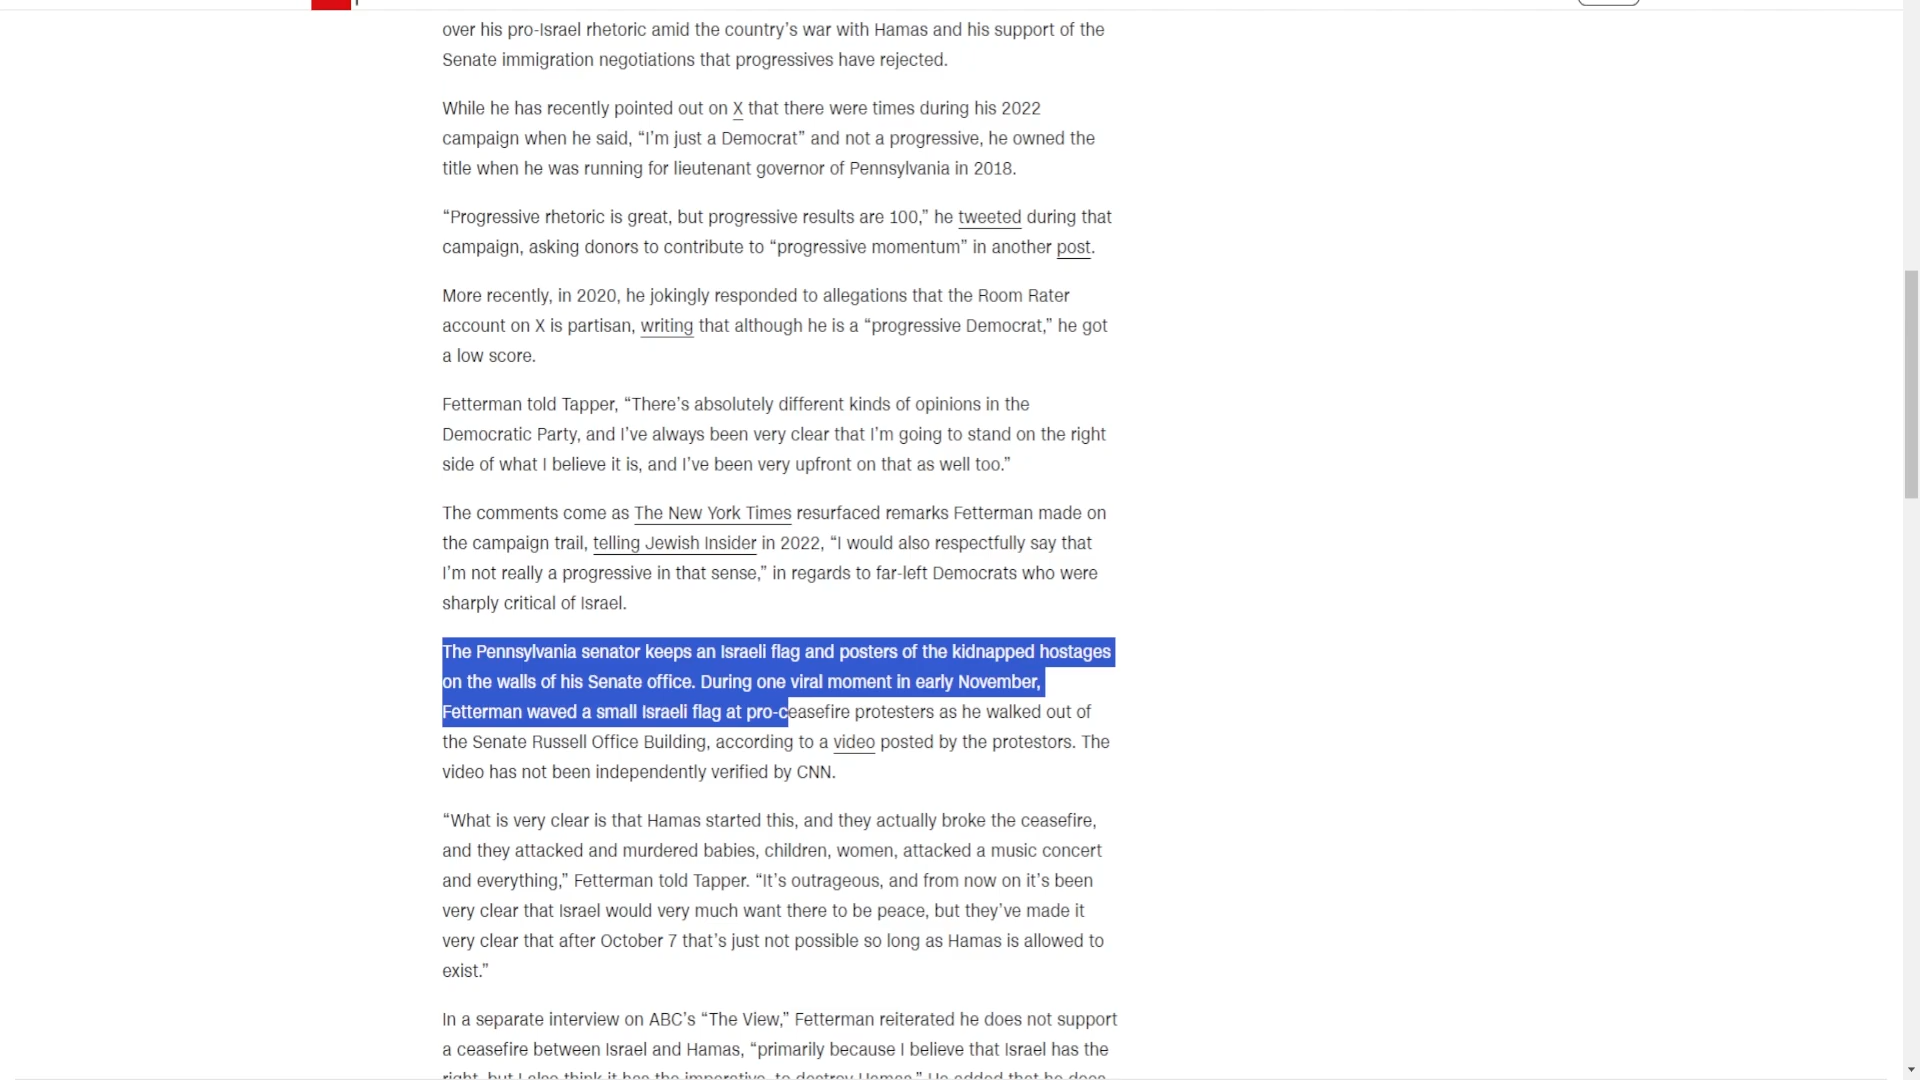 over his pro-Israel rhetoric amid the country’s war with Hamas and his support of the
Senate immigration negotiations that progressives have rejected.
While he has recently pointed out on X that there were times during his 2022
campaign when he said, “I’m just a Democrat” and not a progressive, he owned the
title when he was running for lieutenant governor of Pennsylvania in 2018.
“Progressive rhetoric is great, but progressive results are 100,” he tweeted during that
campaign, asking donors to contribute to “progressive momentum” in another post.
More recently, in 2020, he jokingly responded to allegations that the Room Rater
account on X is partisan, writing that although he is a “progressive Democrat,” he got
a low score.
Fetterman told Tapper, “There’s absolutely different kinds of opinions in the
Democratic Party, and I’ve always been very clear that I’m going to stand on the right
side of what I believe it is, and I’ve been very upfront on that as well too.”
The comments come as The New York Times resurfaced remarks Fetterman made on
the campaign trail, telling Jewish Insider in 2022, “I would also respectfully say that
I’m not really a progressive in that sense,” in regards to far-left Democrats who were
sharply critical of Israel.
The Pennsylvania senator keeps an Israeli flag and posters of the kidnapped hostages
on the walls of his Senate office. During one viral moment in early November,
Fetterman waved a small Israeli flag at pro-ceasefire protesters as he walked out of
the Senate Russell Office Building, according to a video posted by the protestors. The
video has not been independently verified by CNN.
“What is very clear is that Hamas started this, and they actually broke the ceasefire,
and they attacked and murdered babies, children, women, attacked a music concert
and everything,” Fetterman told Tapper. “It’s outrageous, and from now on it’s been
very clear that Israel would very much want there to be peace, but they’ve made it
very clear that after October 7 that’s just not possible so long as Hamas is allowed to
exist.”
In a separate interview on ABC’s “The View,” Fetterman reiterated he does not support
a ceasefire between Israel and Hamas, “primarily because I believe that Israel has the
right, but I also think it has the imperative, to destroy Hamas.” He added that he does